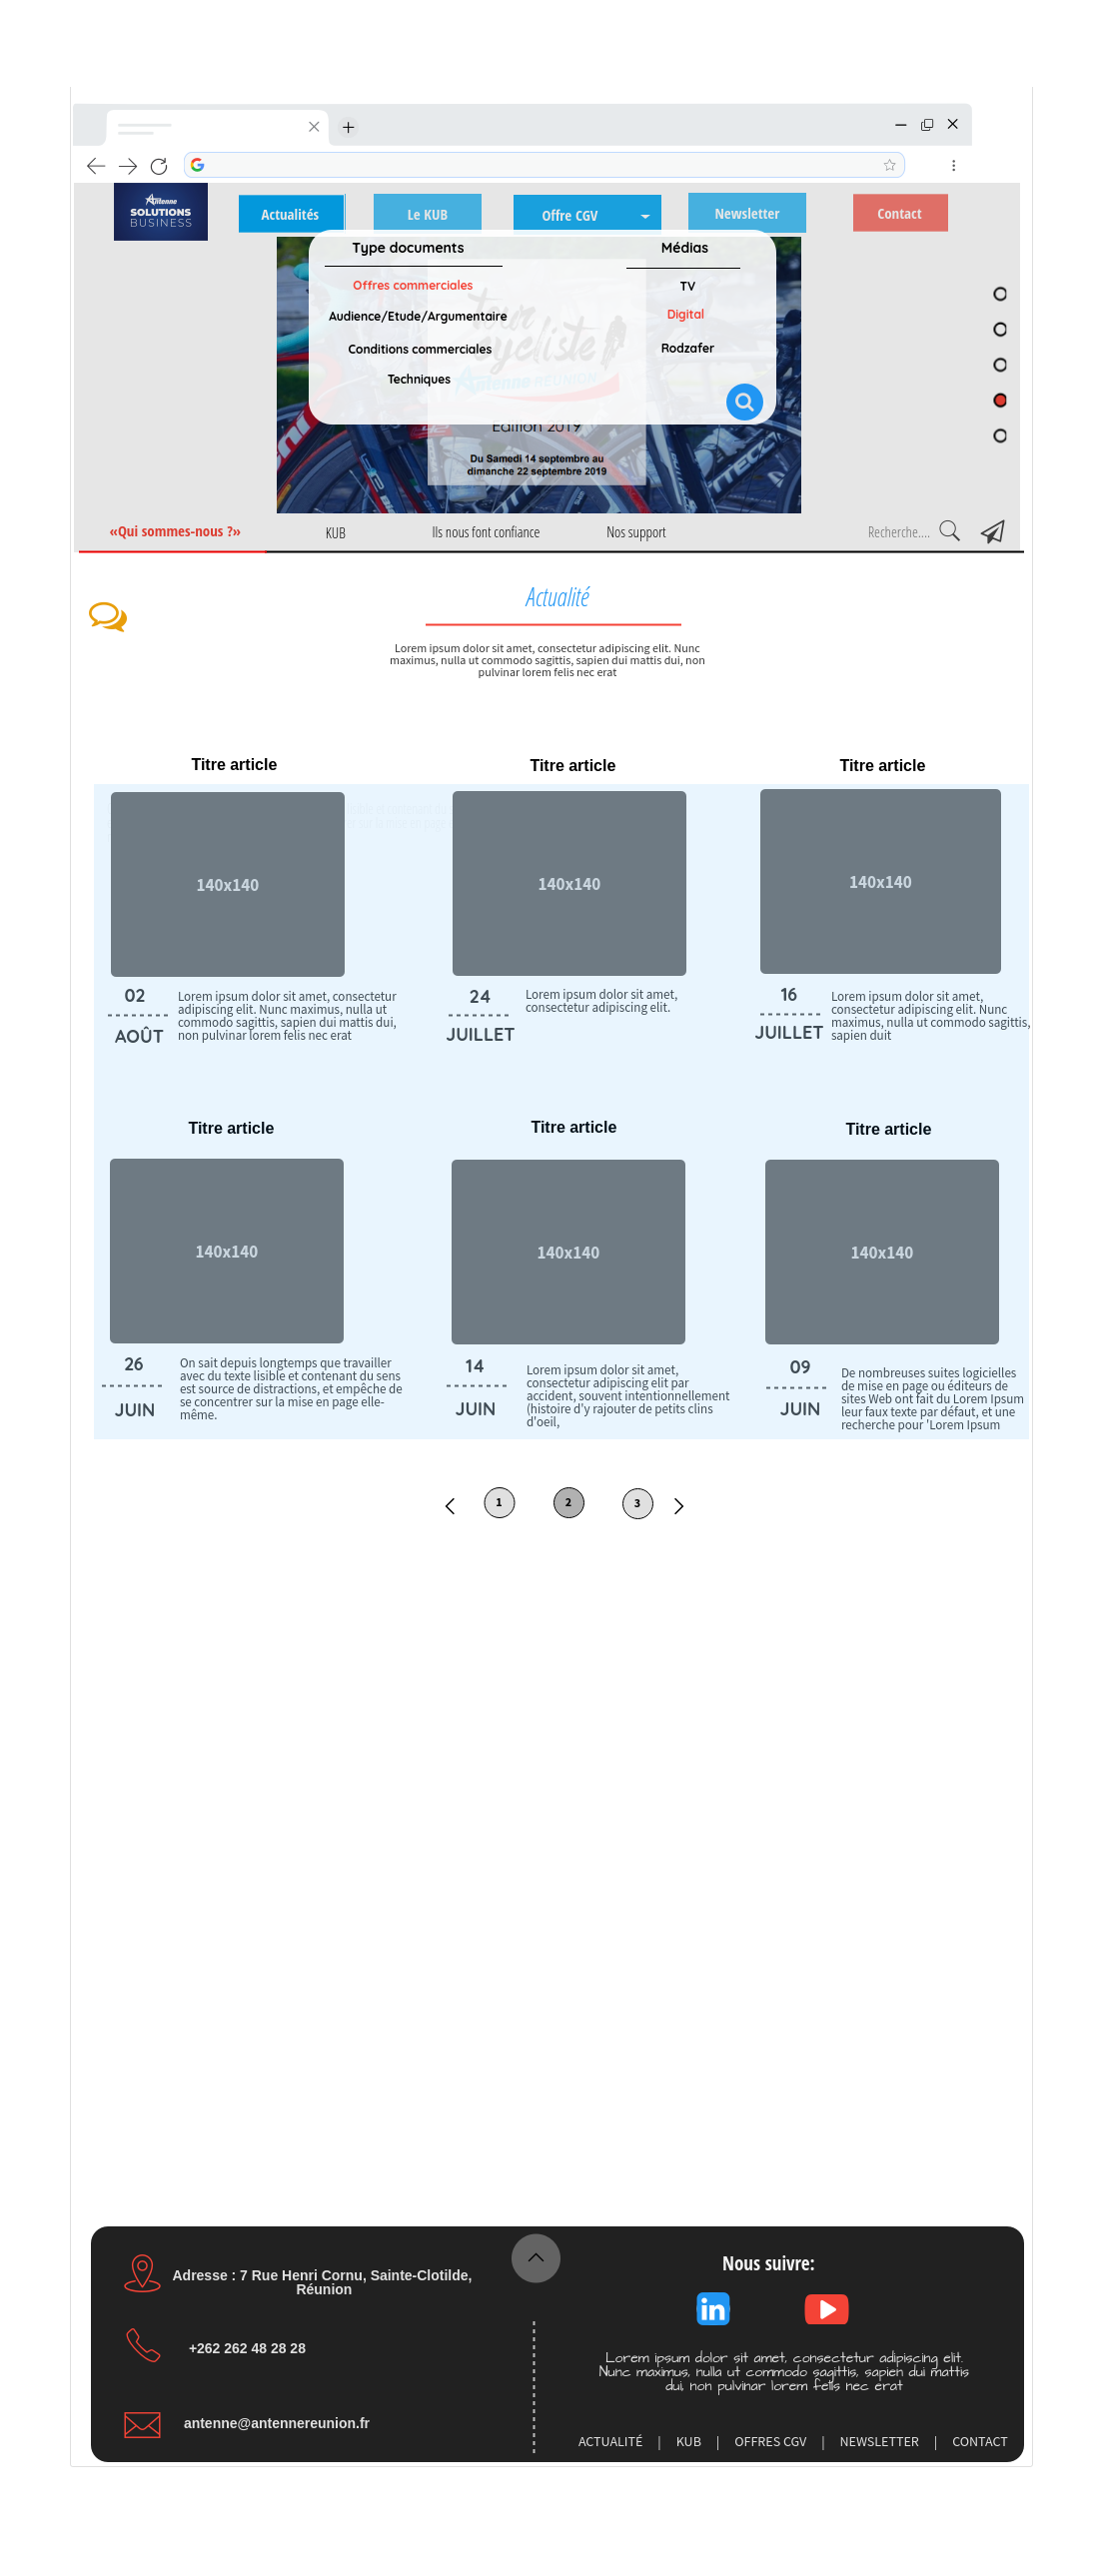 Antenne
SOLUTIONS
BUSINESS
Actualités
Le KUB
Offre CGV
Newsletter
Contact
Type documents
Médias
Offres commerciales
TV
Audience/Etude/Argumentaire
Digital
Conditions commerciales
Rodzafer
Techniques
tour
cycliste
Antenne RÉUNION
Edition 2019
Du Samedi 14 septembre au
dimanche 22 septembre 2019
«Qui sommes-nous ?»
KUB
Ils nous font confiance
Nos support
Recherche....
Actualité
Lorem ipsum dolor sit amet, consectetur adipiscing elit. Nunc
maximus, nulla ut commodo sagittis, sapien dui mattis dui, non
pulvinar lorem felis nec erat
Titre article
Titre article
Titre article
140x140
140x140
140x140
02
AOÛT
Lorem ipsum dolor sit amet, consectetur
adipiscing elit. Nunc maximus, nulla ut
commodo sagittis, sapien dui mattis dui,
non pulvinar lorem felis nec erat
24
JUILLET
Lorem ipsum dolor sit amet,
consectetur adipiscing elit.
16
JUILLET
Lorem ipsum dolor sit amet,
consectetur adipiscing elit. Nunc
maximus, nulla ut commodo sagittis,
sapien duit
Titre article
Titre article
Titre article
140x140
140x140
140x140
26
JUIN
On sait depuis longtemps que travailler
avec du texte lisible et contenant du sens
est source de distractions, et empêche de
se concentrer sur la mise en page elle-
même.
14
JUIN
Lorem ipsum dolor sit amet,
consectetur adipiscing elit par
accident, souvent intentionnellement
(histoire d'y rajouter de petits clins
d'oeil,
09
JUIN
De nombreuses suites logicielles
de mise en page ou éditeurs de
sites Web ont fait du Lorem Ipsum
leur faux texte par défaut, et une
recherche pour 'Lorem Ipsum
1
2
3
Adresse : 7 Rue Henri Cornu, Sainte-Clotilde,
Réunion
+262 262 48 28 28
antenne@antennereunion.fr
Nous suivre:
in
Lorem ipsum dolor sit amet, consectetur adipiscing elit.
Nunc maximus, nulla ut commodo sagittis, sapien dui mattis
dui, non pulvinar lorem felis nec erat
ACTUALITÉ | KUB | OFFRES CGV | NEWSLETTER | CONTACT